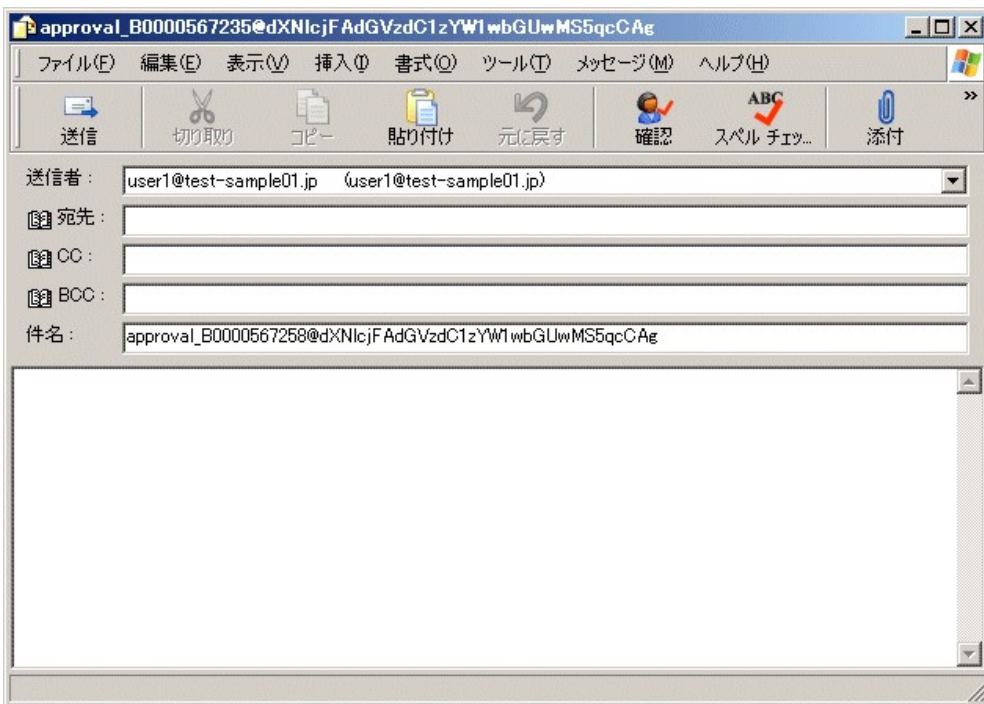 approval_B0000567235@dXNlcjFAdGVzdC1zYW1wbGUwMS5qcCAg
ファイル(F) 編集(E) 表示(V) 挿入(I) 書式(O) ツール(T) メッセージ(M) ヘルプ(H)
送信 切り取り コピー 貼り付け 元に戻す 確認 ABC スペル チェッ... 添付 »
送信者: user1@test-sample01.jp (user1@test-sample01.jp)
宛先:
CC:
BCC:
件名: approval_B0000567258@dXNlcjFAdGVzdC1zYW1wbGUwMS5qcCAg